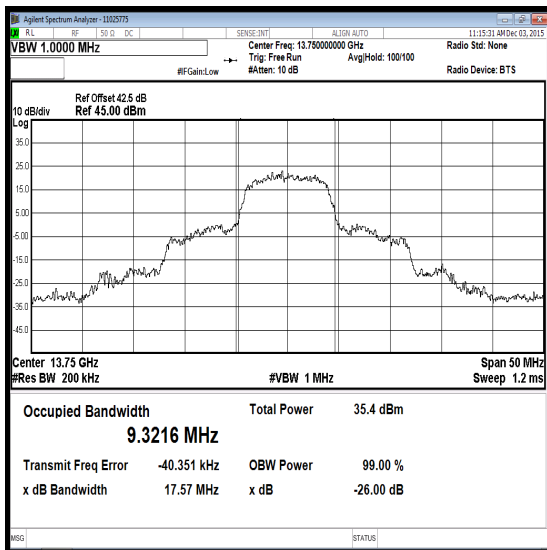 Agilent Spectrum Analyzer - 11025775
RL RF 50 Ω DC SENSE:INT ALIGN AUTO 11:15:31 AM Dec 03, 2015
VBW 1.0000 MHz Center Freq: 13.750000000 GHz Radio Std: None
Trig: Free Run Avg|Hold: 100/100
#IFGain:Low #Atten: 10 dB Radio Device: BTS
Ref Offset 42.5 dB
10 dB/div Ref 45.00 dBm
Log
35.0
25.0
15.0
5.00
-5.00
-15.0
-25.0
-35.0
-45.0
Center 13.75 GHz Span 50 MHz
#Res BW 200 kHz #VBW 1 MHz Sweep 1.2 ms
Occupied Bandwidth Total Power 35.4 dBm
9.3216 MHz
Transmit Freq Error -40.351 kHz OBW Power 99.00 %
x dB Bandwidth 17.57 MHz x dB -26.00 dB
MSG STATUS